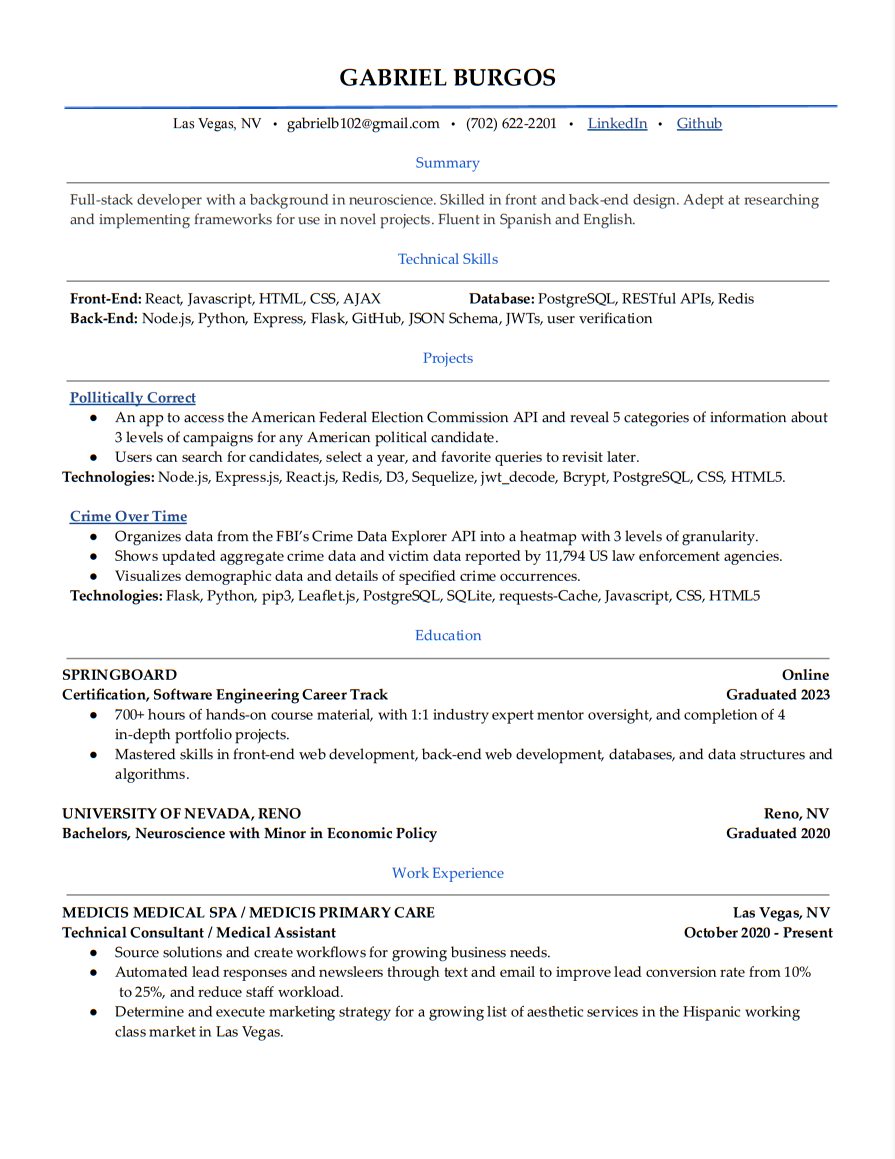 GABRIEL BURGOS
Las Vegas, NV • gabrielb102@gmail.com • (702) 622-2201 • LinkedIn • Github
Summary
Full-stack developer with a background in neuroscience. Skilled in front and back-end design. Adept at researching
and implementing frameworks for use in novel projects. Fluent in Spanish and English.
Technical Skills
Front-End: React, Javascript, HTML, CSS, AJAX Database: PostgreSQL, RESTful APIs, Redis
Back-End: Node.js, Python, Express, Flask, GitHub, JSON Schema, JWTs, user verification
Projects
Pollitically Correct
● An app to access the American Federal Election Commission API and reveal 5 categories of information about
3 levels of campaigns for any American political candidate.
● Users can search for candidates, select a year, and favorite queries to revisit later.
Technologies: Node.js, Express.js, React.js, Redis, D3, Sequelize, jwt_decode, Bcrypt, PostgreSQL, CSS, HTML5.
Crime Over Time
● Organizes data from the FBI's Crime Data Explorer API into a heatmap with 3 levels of granularity.
● Shows updated aggregate crime data and victim data reported by 11,794 US law enforcement agencies.
● Visualizes demographic data and details of specified crime occurrences.
Technologies: Flask, Python, pip3, Leaflet.js, PostgreSQL, SQLite, requests-Cache, Javascript, CSS, HTML5
Education
SPRINGBOARD Online
Certification, Software Engineering Career Track Graduated 2023
● 700+ hours of hands-on course material, with 1:1 industry expert mentor oversight, and completion of 4
in-depth portfolio projects.
● Mastered skills in front-end web development, back-end web development, databases, and data structures and
algorithms.
UNIVERSITY OF NEVADA, RENO Reno, NV
Bachelors, Neuroscience with Minor in Economic Policy Graduated 2020
Work Experience
MEDICIS MEDICAL SPA / MEDICIS PRIMARY CARE Las Vegas, NV
Technical Consultant / Medical Assistant October 2020 - Present
● Source solutions and create workflows for growing business needs.
● Automated lead responses and newsleers through text and email to improve lead conversion rate from 10%
to 25%, and reduce staff workload.
● Determine and execute marketing strategy for a growing list of aesthetic services in the Hispanic working
class market in Las Vegas.